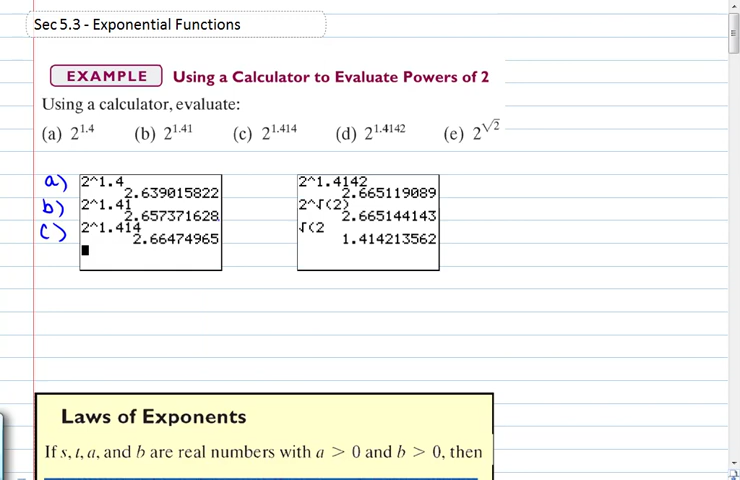 Sec 5.3 - Exponential Functions
EXAMPLE Using a Calculator to Evaluate Powers of 2
Using a calculator, evaluate:
(a) 2^1.4 (b) 2^1.41 (c) 2^1.414 (d) 2^1.4142 (e) 2^√2
a) 2^1.4
2.639015822
b) 2^1.41
2.657371628
c) 2^1.414
2.66474965
2^1.4142
2.665119089
2^√(2)
2.665144143
√(2
1.414213562
Laws of Exponents
If s, t, a, and b are real numbers with a > 0 and b > 0, then